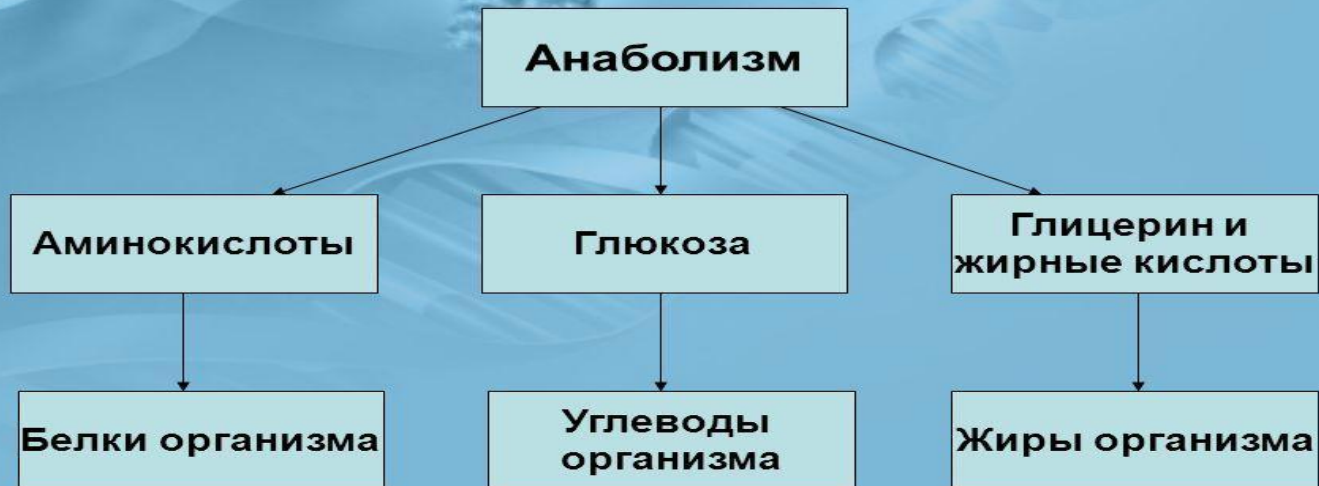 Анаболизм
Аминокислоты
Глюкоза
Глицерин и
жирные кислоты
Белки организма
Углеводы
организма
Жиры организма